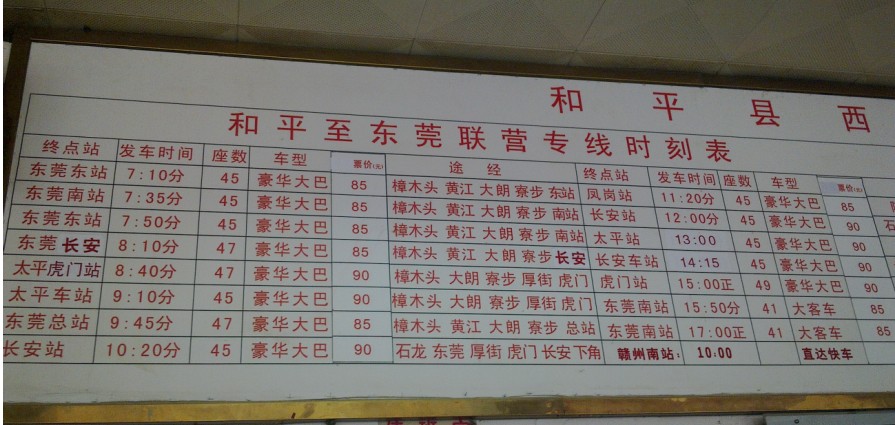 和平县西
和平至东莞联营专线时刻表
终点站 发车时间 座数 车型 票价(元) 途经 终点站 发车时间 座数 车型 票价(元)
东莞东站 7:10分 45 豪华大巴 85 樟木头 黄江 大朗 寮步 东站 凤岗站 11:20分 45 豪华大巴 85
东莞南站 7:35分 45 豪华大巴 85 樟木头 黄江 大朗 寮步 南站 长安站 12:00分 45 豪华大巴 90
东莞东站 7:50分 45 豪华大巴 85 樟木头 黄江 大朗 寮步 南站 太平站 13:00 45 豪华大巴 90
东莞长安 8:10分 47 豪华大巴 85 樟木头 黄江 大朗 寮步 长安 长安车站 14:15 45 豪华大巴 90
太平虎门站 8:40分 47 豪华大巴 90 樟木头 大朗 寮步 厚街 虎门 虎门站 15:00正 49 豪华大巴 90
太平车站 9:10分 45 豪华大巴 90 樟木头 大朗 寮步 厚街 虎门 东莞南站 15:50分 41 大客车 85
东莞总站 9:45分 47 豪华大巴 85 樟木头 黄江 大朗 寮步 总站 东莞南站 17:00正 41 大客车 85
长安站 10:20分 45 豪华大巴 90 石龙 东莞 厚街 虎门 长安 下角 赣州南站: 10:00 直达快车